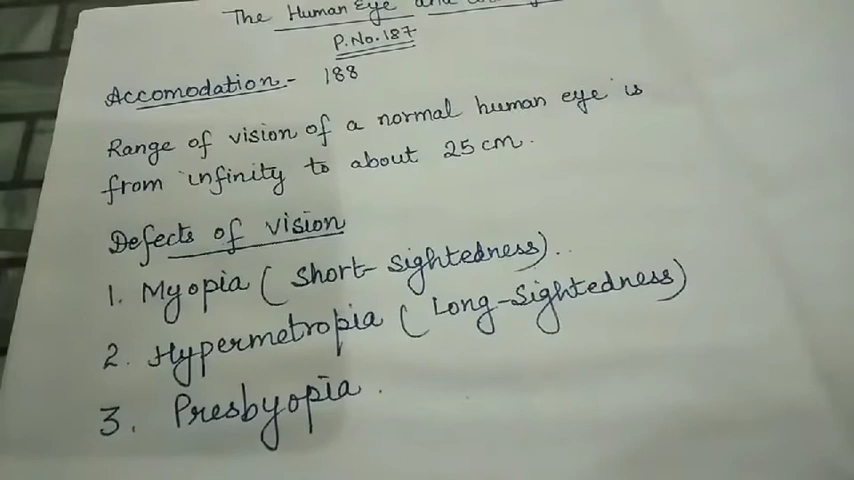 The Human Eye and
P.No.187
Accomodation - 188
Range of vision of a normal human eye is
from infinity to about 25 cm.
Defects of vision
1. Myopia (Short-sightedness).
2. Hypermetropia (Long-sightedness)
3. Presbyopia.